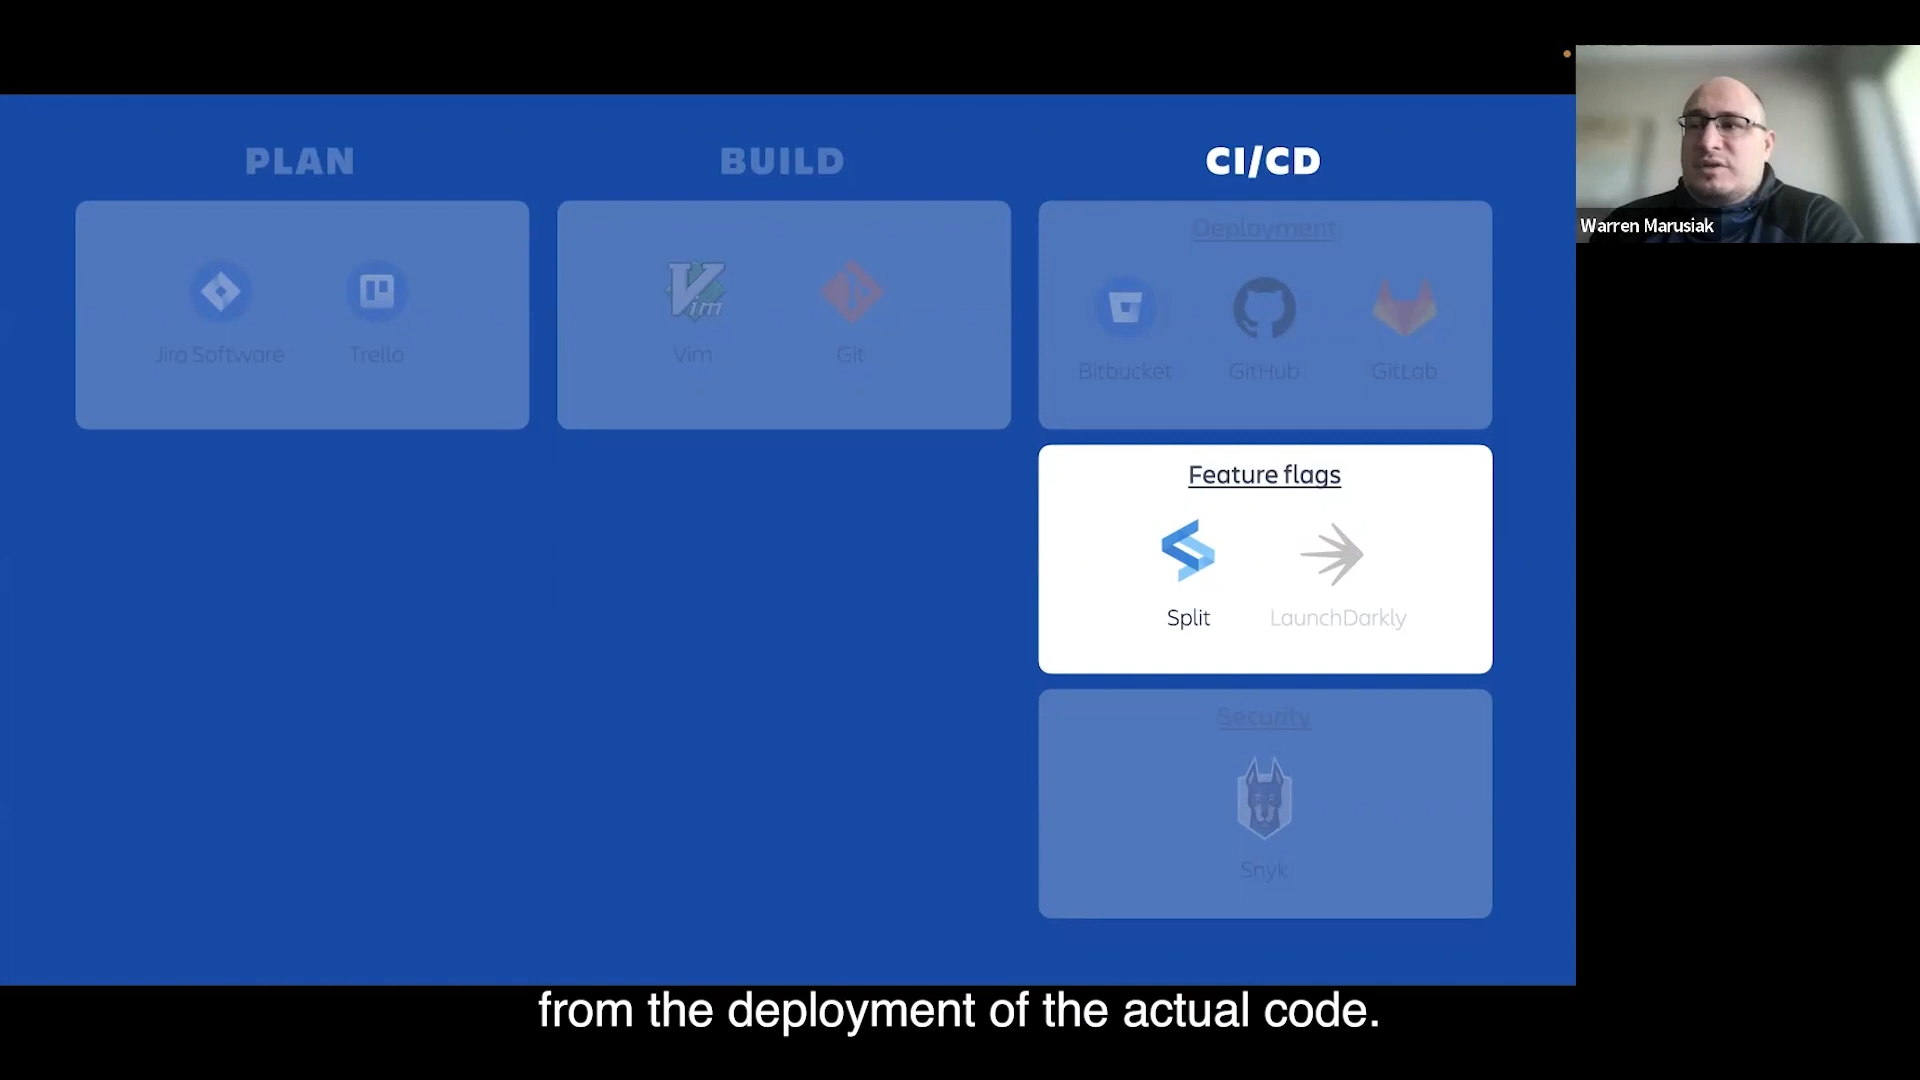 PLAN
BUILD
CI/CD
Jira Software
Trello
Vim
Vim
Git
Deployment
Bitbucket
GitHub
GitLab
Feature flags
Split
LaunchDarkly
Security
Snyk
Warren Marusiak
from the deployment of the actual code.